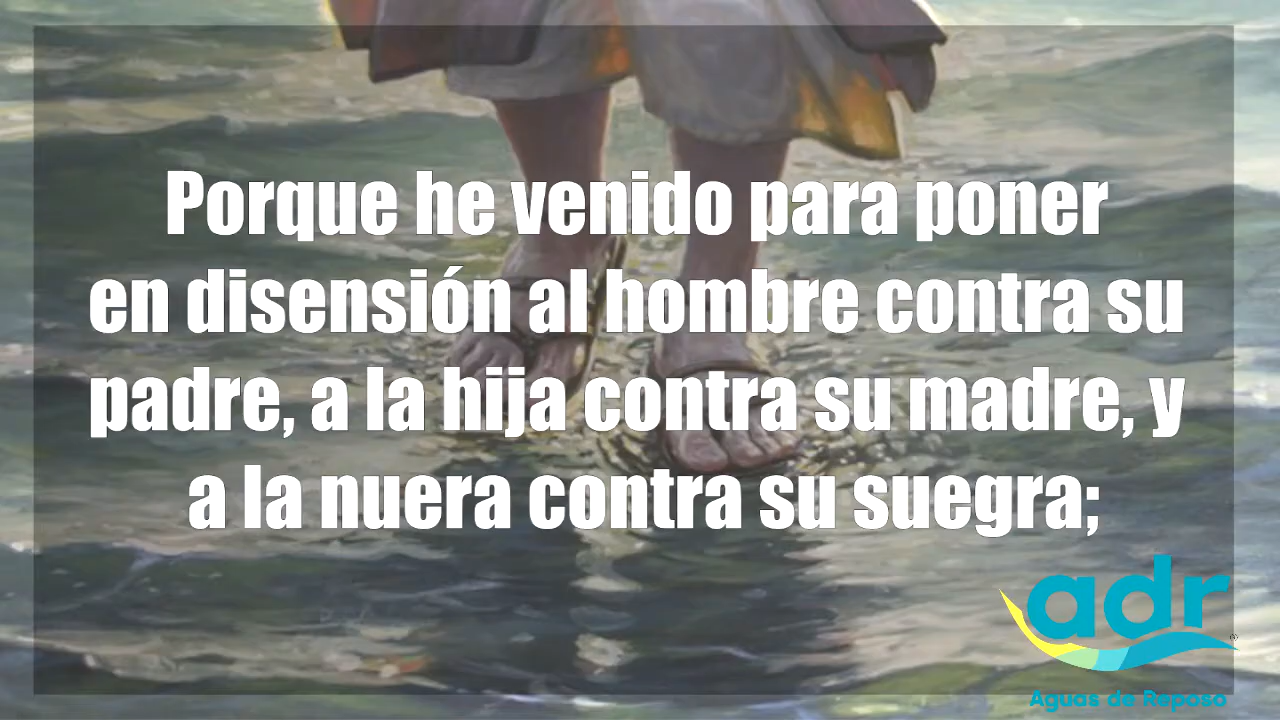 Porque he venido para poner
en disensión al hombre contra su
padre, a la hija contra su madre, y
a la nuera contra su suegra;
adr
®
Aguas de Reposo